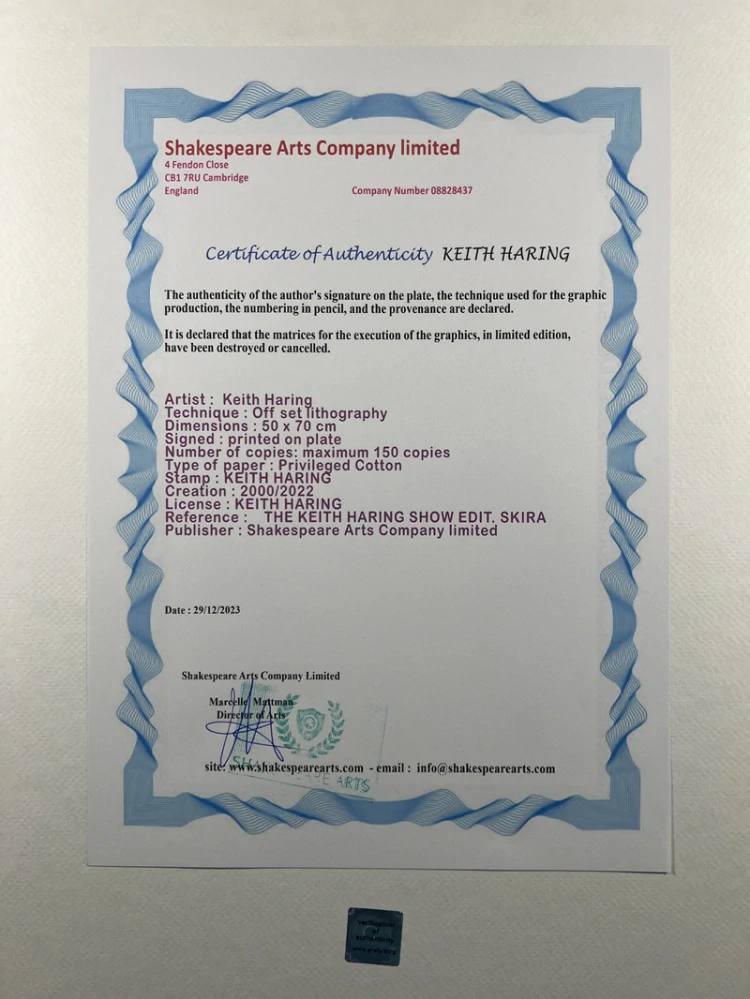 Shakespeare Arts Company limited
4 Fendon Close
CB1 7RU Cambridge
England Company Number 08828437
Certificate of Authenticity KEITH HARING
The authenticity of the author's signature on the plate, the technique used for the graphic
production, the numbering in pencil, and the provenance are declared.
It is declared that the matrices for the execution of the graphics, in limited edition,
have been destroyed or cancelled.
Artist : Keith Haring
Technique : Off set lithography
Dimensions : 50 x 70 cm
Signed : printed on plate
Number of copies: maximum 150 copies
Type of paper : Privileged Cotton
Stamp : KEITH HARING
Creation : 2000/2022
License : KEITH HARING
Reference : THE KEITH HARING SHOW EDIT. SKIRA
Publisher : Shakespeare Arts Company limited
Date : 29/12/2023
Shakespeare Arts Company Limited
Marcelle Mattman
Director of Arts
site: www.shakespearearts.com - email : info@shakespearearts.com
ARTS
verification
of
authenticity